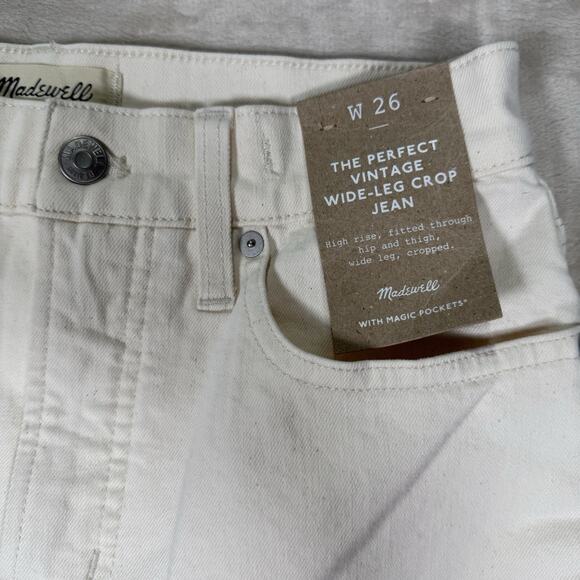 Madewell
W 26
THE PERFECT
VINTAGE
WIDE-LEG CROP
JEAN
High rise, fitted through
hip and thigh,
wide leg, cropped.
Madewell
WITH MAGIC POCKETS®